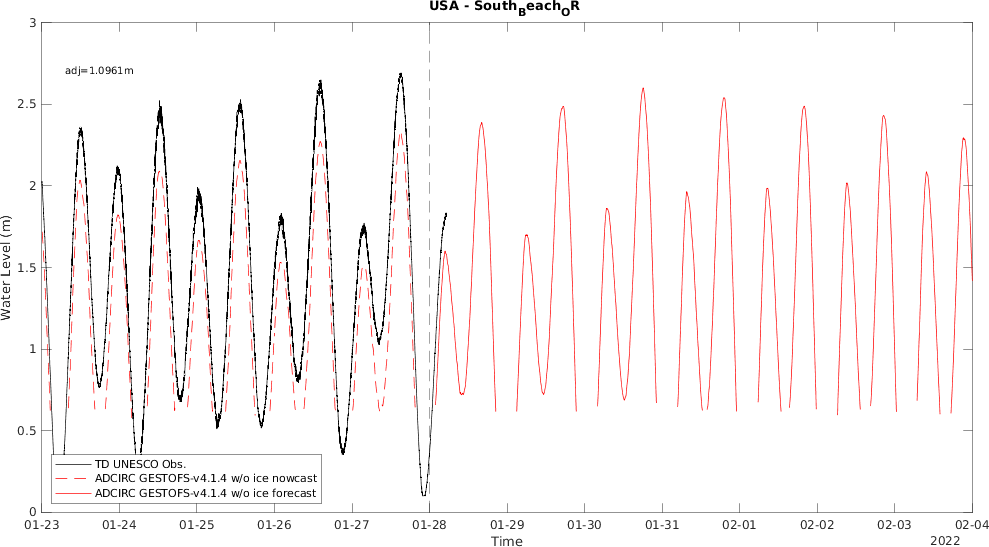 USA - South_Beach_OR
adj=1.0961m
Water Level (m)
3
2.5
2
1.5
1
0.5
0
TD UNESCO Obs.
ADCIRC GESTOFS-v4.1.4 w/o ice nowcast
ADCIRC GESTOFS-v4.1.4 w/o ice forecast
01-23 01-24 01-25 01-26 01-27 01-28 01-29 01-30 01-31 02-01 02-02 02-03 02-04
Time
2022